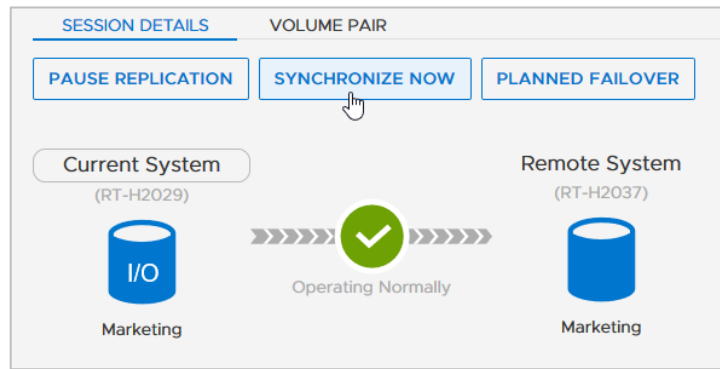 SESSION DETAILS VOLUME PAIR
PAUSE REPLICATION SYNCHRONIZE NOW PLANNED FAILOVER
Current System Remote System
(RT-H2029) (RT-H2037)
I/O
Operating Normally
Marketing Marketing